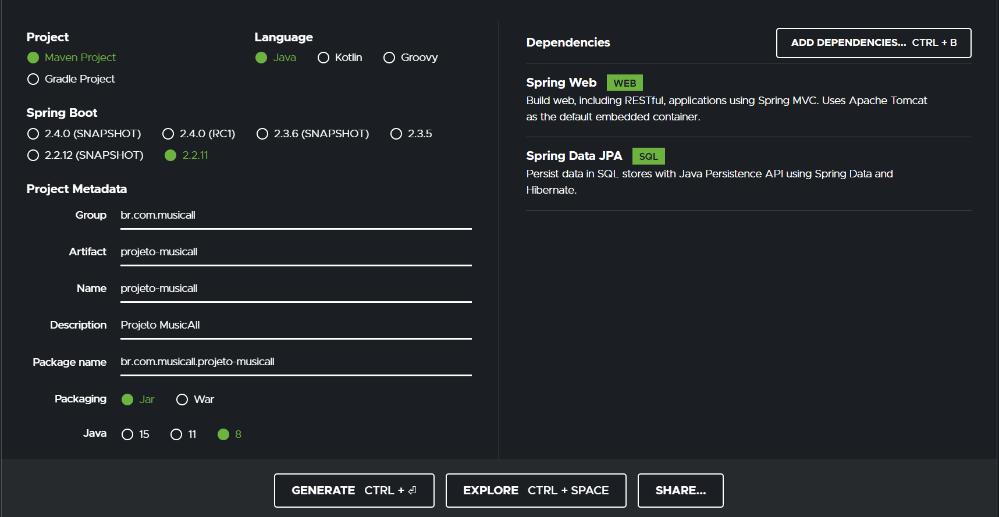 Project
Maven Project
Gradle Project
Language
Java Kotlin Groovy
Spring Boot
2.4.0 (SNAPSHOT) 2.4.0 (RC1) 2.3.6 (SNAPSHOT) 2.3.5
2.2.12 (SNAPSHOT) 2.2.11
Project Metadata
Group br.com.musicall
Artifact projeto-musicall
Name projeto-musicall
Description Projeto MusicAll
Package name br.com.musicall.projeto-musicall
Packaging Jar War
Java 15 11 8
Dependencies
ADD DEPENDENCIES... CTRL + B
Spring Web WEB
Build web, including RESTful, applications using Spring MVC. Uses Apache Tomcat
as the default embedded container.
Spring Data JPA SQL
Persist data in SQL stores with Java Persistence API using Spring Data and
Hibernate.
GENERATE CTRL + ⏎ EXPLORE CTRL + SPACE SHARE...